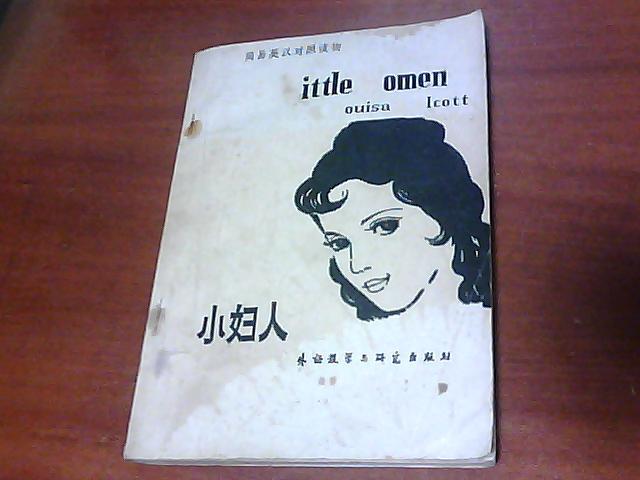 简易英汉对照读物
ittle omen
ouisa lcott
小妇人
外语教学与研究出版社